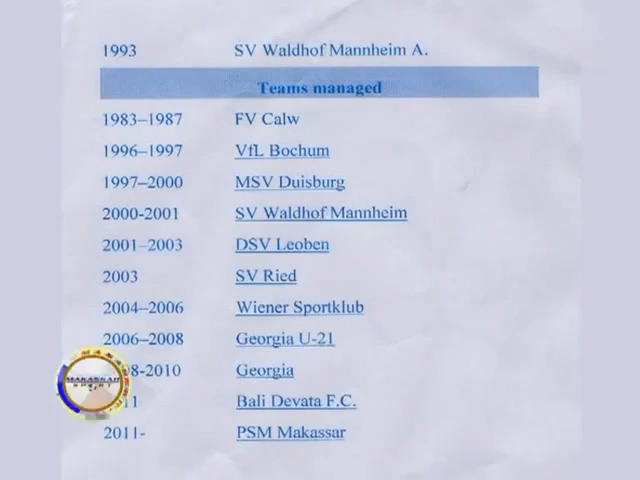 1993 SV Waldhof Mannheim A.
Teams managed
1983–1987 FV Calw
1996–1997 VfL Bochum
1997–2000 MSV Duisburg
2000-2001 SV Waldhof Mannheim
2001–2003 DSV Leoben
2003 SV Ried
2004–2006 Wiener Sportklub
2006–2008 Georgia U-21
08-2010 Georgia
11 Bali Devata F.C.
2011- PSM Makassar
MAKASSAR